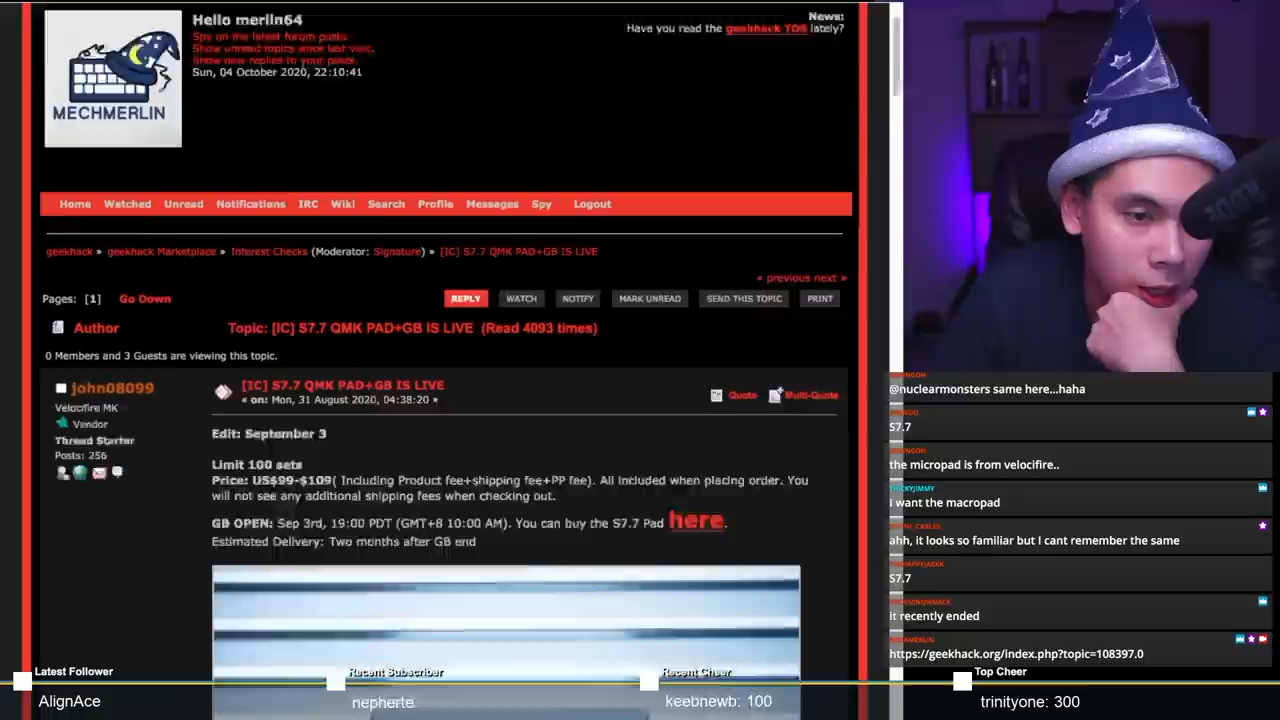 Hello merlin64
Spy on the latest forum posts.
Show unread topics since last visit.
Show new replies to your posts.
Sun, 04 October 2020, 22:10:41
MECHMERLIN
News:
Have you read the geekhack TOS lately?
Home Watched Unread Notifications IRC Wiki Search Profile Messages Spy Logout
geekhack » geekhack Marketplace » Interest Checks (Moderator: Signature) » [IC] S7.7 QMK PAD+GB IS LIVE
« previous next »
Pages: [1] Go Down
REPLY WATCH NOTIFY MARK UNREAD SEND THIS TOPIC PRINT
Author Topic: [IC] S7.7 QMK PAD+GB IS LIVE (Read 4093 times)
0 Members and 3 Guests are viewing this topic.
john08099
Velocifire MK
Vendor
Thread Starter
Posts: 256
[IC] S7.7 QMK PAD+GB IS LIVE
« on: Mon, 31 August 2020, 04:38:20 »
Quote Multi-Quote
Edit: September 3
Limit 100 sets
Price: US$99-$109( Including Product fee+shipping fee+PP fee). All included when placing order. You
will not see any additional shipping fees when checking out.
GB OPEN: Sep 3rd, 19:00 PDT (GMT+8 10:00 AM). You can buy the S7.7 Pad here.
Estimated Delivery: Two months after GB end
@nuclearmonsters same here...haha
S7.7
the micropad is from velocifire..
I want the macropad
ahh, it looks so familiar but I cant remember the same
S7.7
it recently ended
https://geekhack.org/index.php?topic=108397.0
Latest Follower
AlignAce
Recent Subscriber
nepherte
Recent Cheer
keebnewb: 100
Top Cheer
trinityone: 300